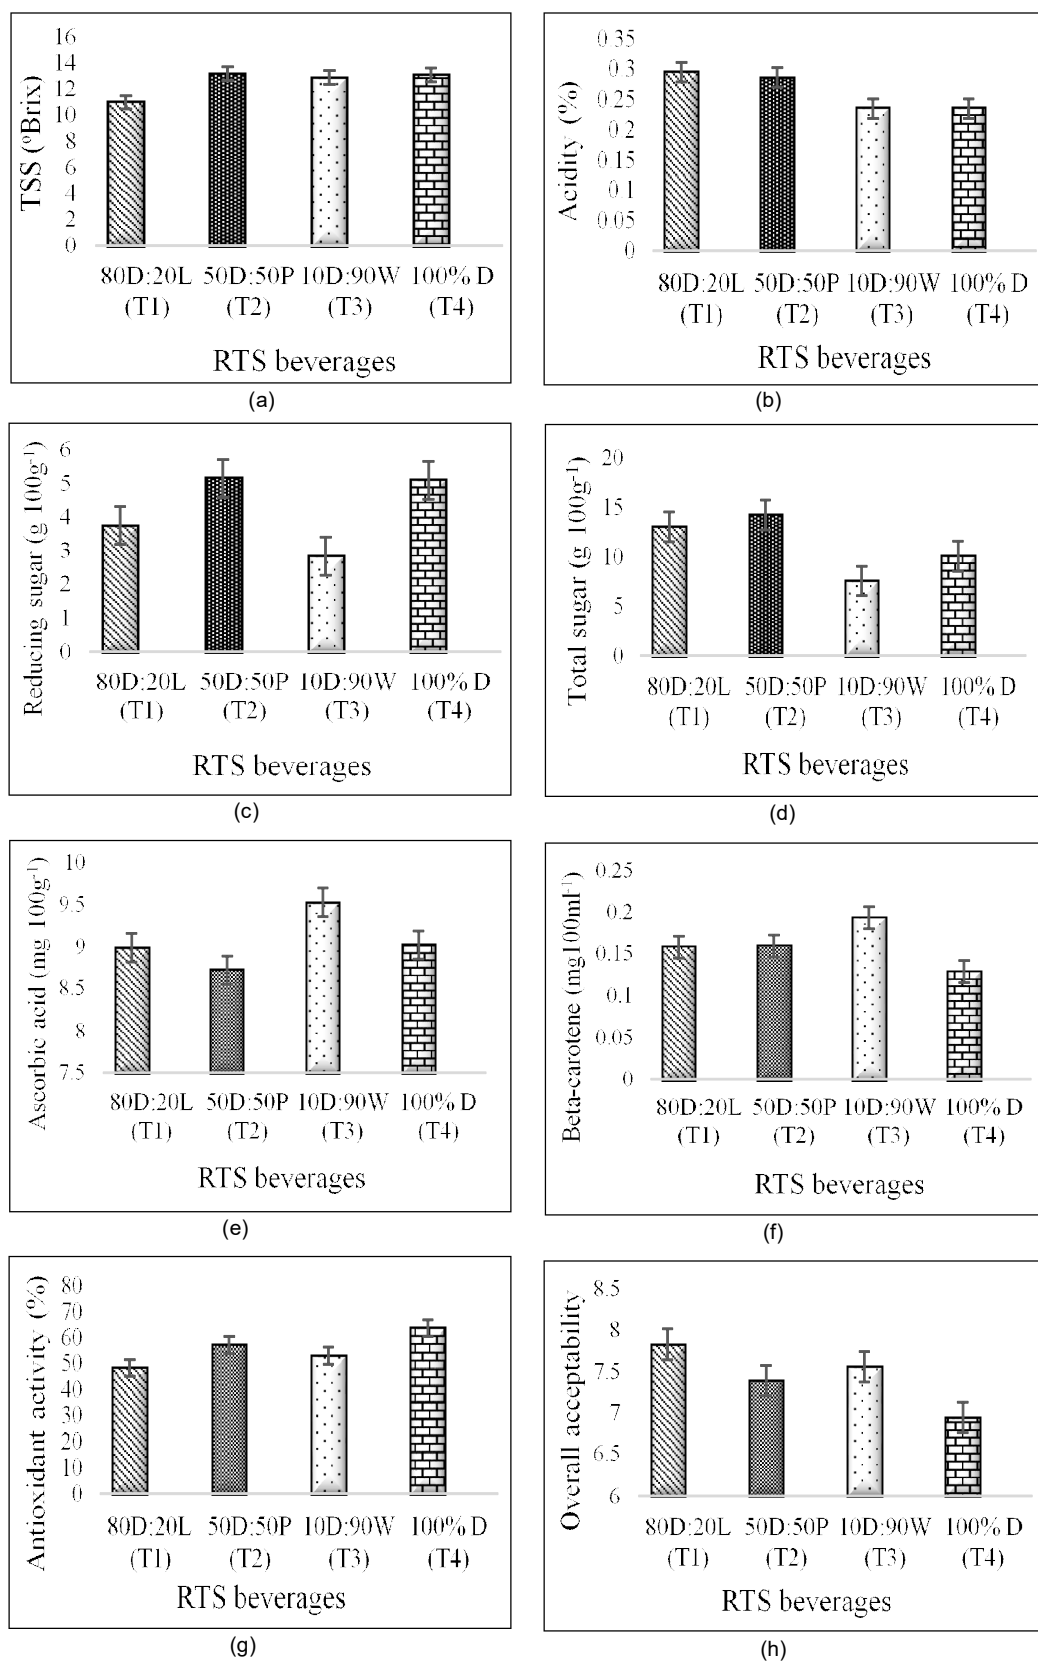 TSS (ºBrix)
16
14
12
10
8
6
4
2
0
80D:20L 50D:50P 10D:90W 100% D
(T1) (T2) (T3) (T4)
RTS beverages
(a)
Acidity (%)
0.35
0.3
0.25
0.2
0.15
0.1
0.05
0
80D:20L 50D:50P 10D:90W 100% D
(T1) (T2) (T3) (T4)
RTS beverages
(b)
Reducing sugar (g 100g⁻¹)
6
5
4
3
2
1
0
80D:20L 50D:50P 10D:90W 100% D
(T1) (T2) (T3) (T4)
RTS beverages
(c)
Total sugar (g 100g⁻¹)
20
15
10
5
0
80D:20L 50D:50P 10D:90W 100% D
(T1) (T2) (T3) (T4)
RTS beverages
(d)
Ascorbic acid (mg 100g⁻¹)
10
9.5
9
8.5
8
7.5
80D:20L 50D:50P 10D:90W 100% D
(T1) (T2) (T3) (T4)
RTS beverages
(e)
Beta-carotene (mg100ml⁻¹)
0.25
0.2
0.15
0.1
0.05
0
80D:20L 50D:50P 10D:90W 100% D
(T1) (T2) (T3) (T4)
RTS beverages
(f)
Antioxidant activity (%)
80
70
60
50
40
30
20
10
0
80D:20L 50D:50P 10D:90W 100% D
(T1) (T2) (T3) (T4)
RTS beverages
(g)
Overall acceptability
8.5
8
7.5
7
6.5
6
80D:20L 50D:50P 10D:90W 100% D
(T1) (T2) (T3) (T4)
RTS beverages
(h)